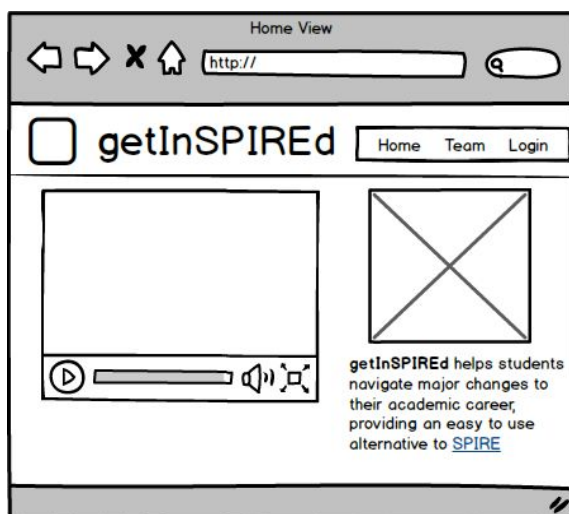 Home View
http://
getInSPIREd
Home Team Login
getInSPIREd helps students
navigate major changes to
their academic career,
providing an easy to use
alternative to SPIRE